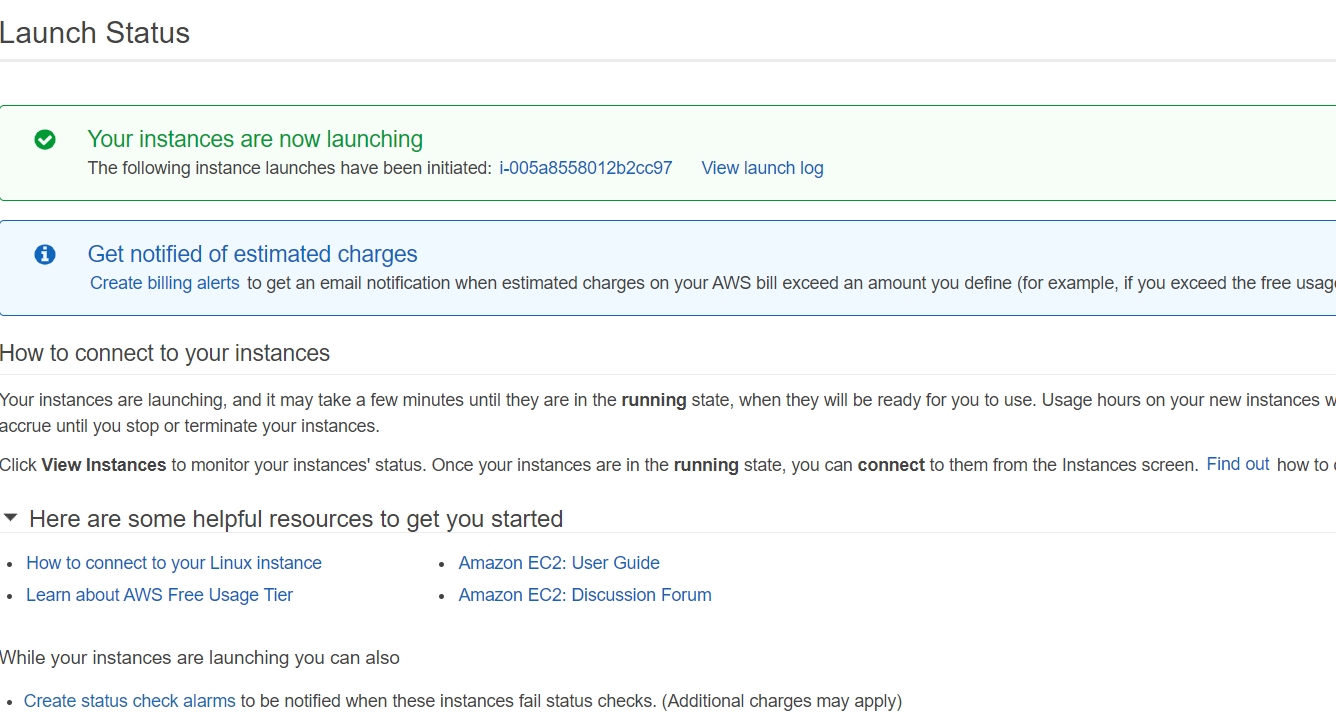 Launch Status
Your instances are now launching
The following instance launches have been initiated: i-005a8558012b2cc97 View launch log
Get notified of estimated charges
Create billing alerts to get an email notification when estimated charges on your AWS bill exceed an amount you define (for example, if you exceed the free usag
How to connect to your instances
Your instances are launching, and it may take a few minutes until they are in the running state, when they will be ready for you to use. Usage hours on your new instances w
accrue until you stop or terminate your instances.
Click View Instances to monitor your instances' status. Once your instances are in the running state, you can connect to them from the Instances screen. Find out how to
Here are some helpful resources to get you started
• How to connect to your Linux instance
• Amazon EC2: User Guide
• Learn about AWS Free Usage Tier
• Amazon EC2: Discussion Forum
While your instances are launching you can also
• Create status check alarms to be notified when these instances fail status checks. (Additional charges may apply)